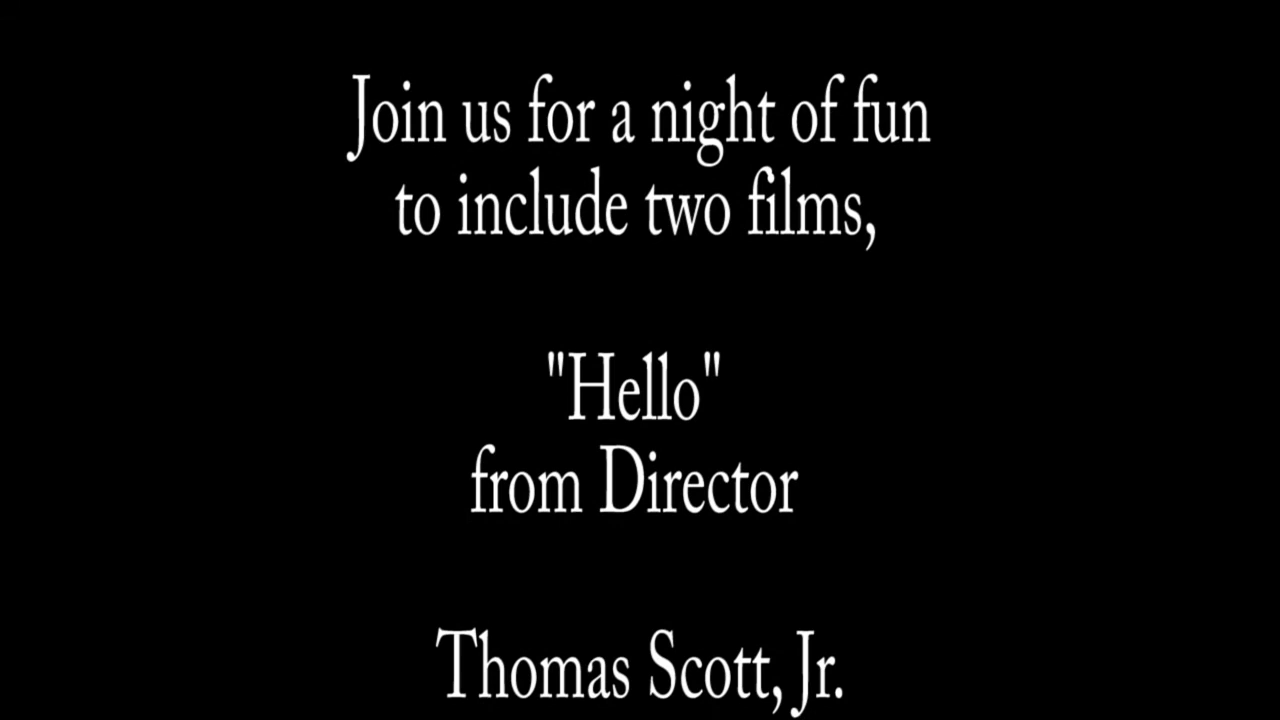 Join us for a night of fun
to include two films,
"Hello"
from Director
Thomas Scott, Jr.